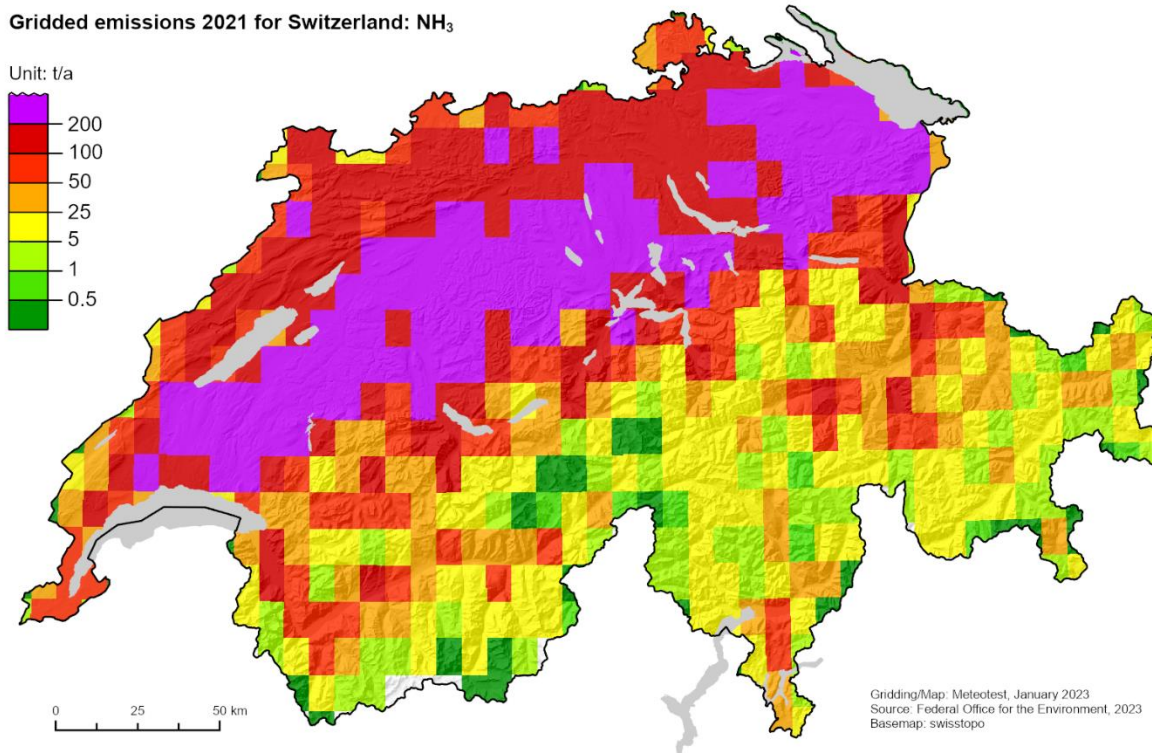 Gridded emissions 2021 for Switzerland: NH₃
Unit: t/a
200
100
50
25
5
1
0.5
0 25 50 km
Gridding/Map: Meteotest, January 2023
Source: Federal Office for the Environment, 2023
Basemap: swisstopo